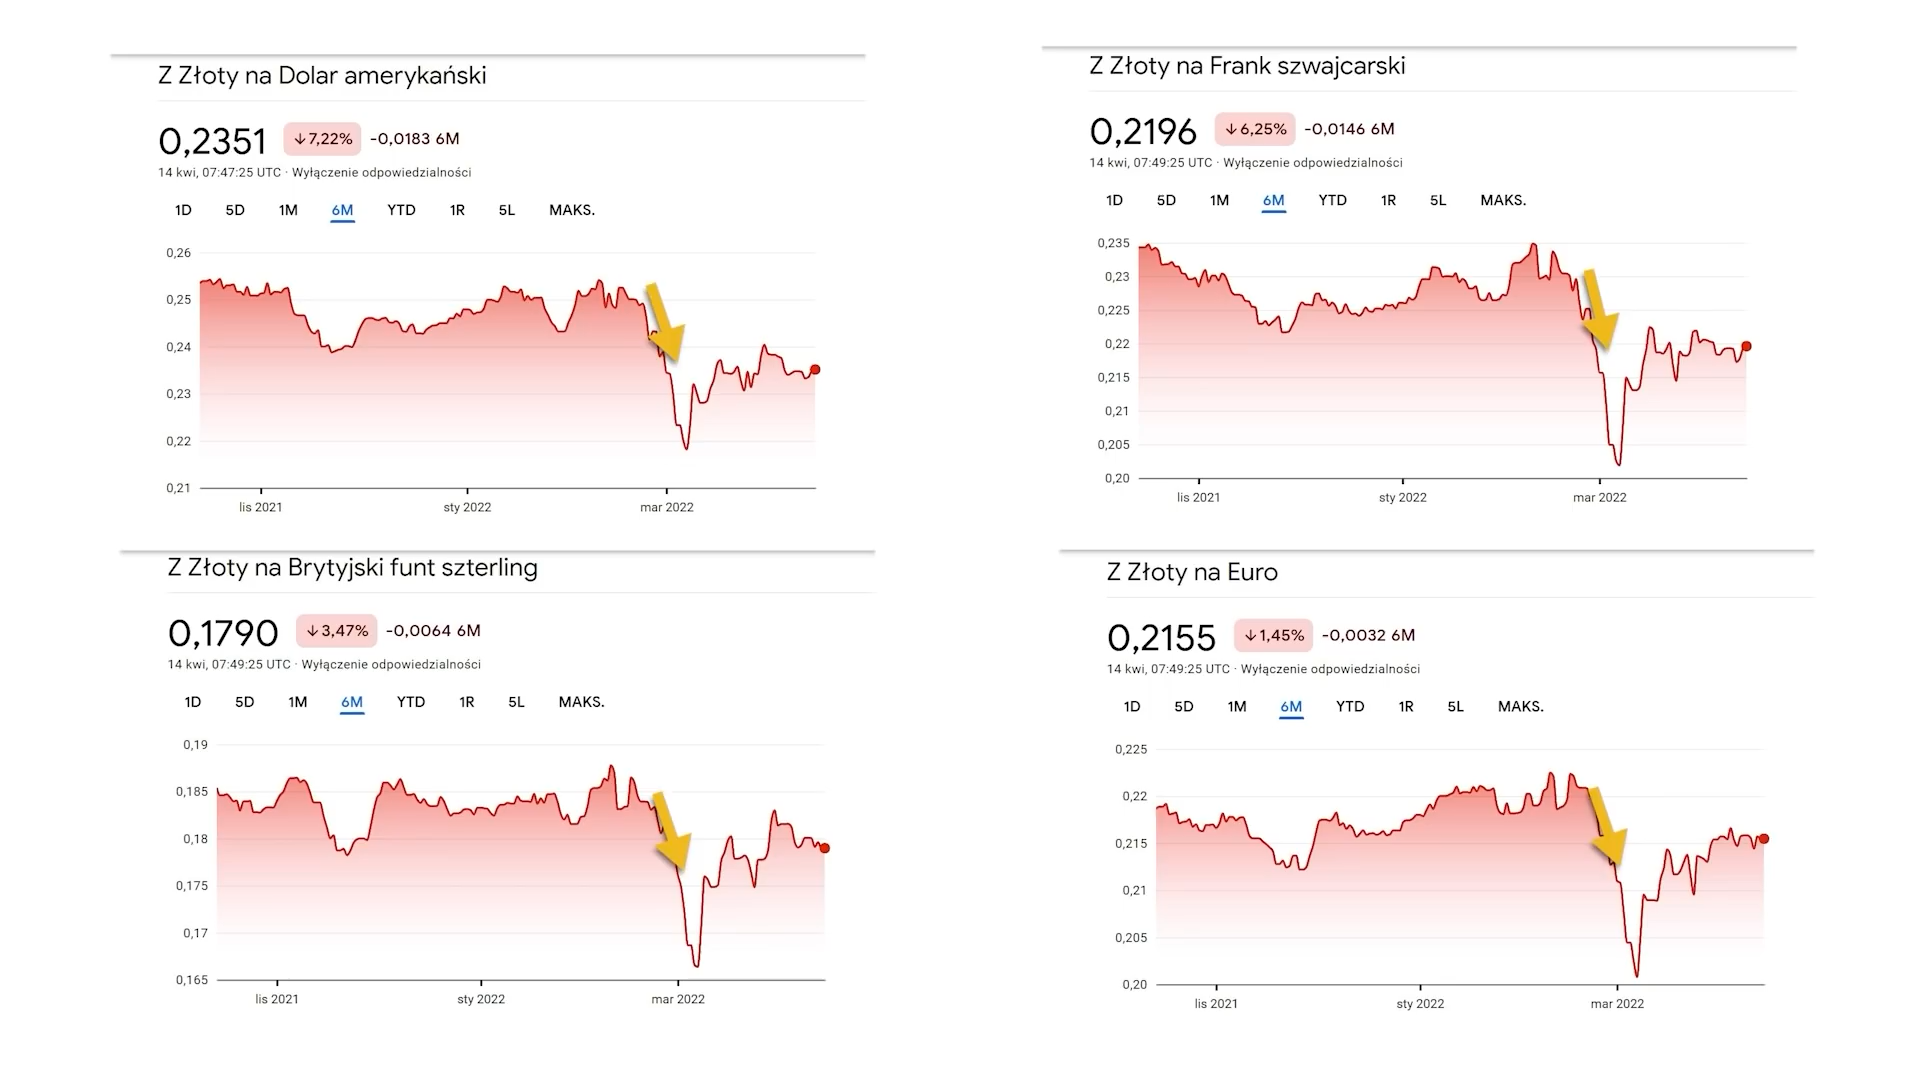 Z Złoty na Dolar amerykański
0,2351 ↓7,22% -0,0183 6M
14 kwi, 07:47:25 UTC · Wyłączenie odpowiedzialności
1D 5D 1M 6M YTD 1R 5L MAKS.
0,26
0,25
0,24
0,23
0,22
0,21
lis 2021 sty 2022 mar 2022
Z Złoty na Frank szwajcarski
0,2196 ↓6,25% -0,0146 6M
14 kwi, 07:49:25 UTC · Wyłączenie odpowiedzialności
1D 5D 1M 6M YTD 1R 5L MAKS.
0,235
0,23
0,225
0,22
0,215
0,21
0,205
0,20
lis 2021 sty 2022 mar 2022
Z Złoty na Brytyjski funt szterling
0,1790 ↓3,47% -0,0064 6M
14 kwi, 07:49:25 UTC · Wyłączenie odpowiedzialności
1D 5D 1M 6M YTD 1R 5L MAKS.
0,19
0,185
0,18
0,175
0,17
0,165
lis 2021 sty 2022 mar 2022
Z Złoty na Euro
0,2155 ↓1,45% -0,0032 6M
14 kwi, 07:49:25 UTC · Wyłączenie odpowiedzialności
1D 5D 1M 6M YTD 1R 5L MAKS.
0,225
0,22
0,215
0,21
0,205
0,20
lis 2021 sty 2022 mar 2022